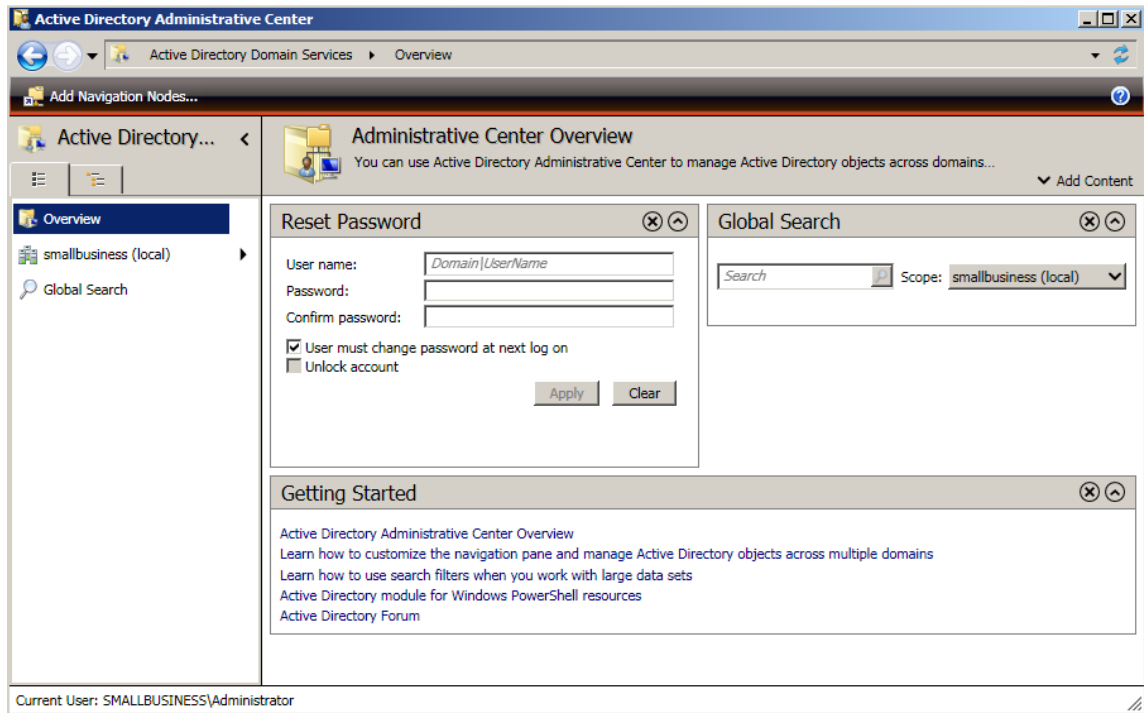 Active Directory Administrative Center
Active Directory Domain Services Overview
Add Navigation Nodes...
Active Directory...
Administrative Center Overview
You can use Active Directory Administrative Center to manage Active Directory objects across domains...
Add Content
Overview
smallbusiness (local)
Global Search
Reset Password
User name: Domain|UserName
Password:
Confirm password:
User must change password at next log on
Unlock account
Apply Clear
Global Search
Search Scope: smallbusiness (local)
Getting Started
Active Directory Administrative Center Overview
Learn how to customize the navigation pane and manage Active Directory objects across multiple domains
Learn how to use search filters when you work with large data sets
Active Directory module for Windows PowerShell resources
Active Directory Forum
Current User: SMALLBUSINESS\Administrator